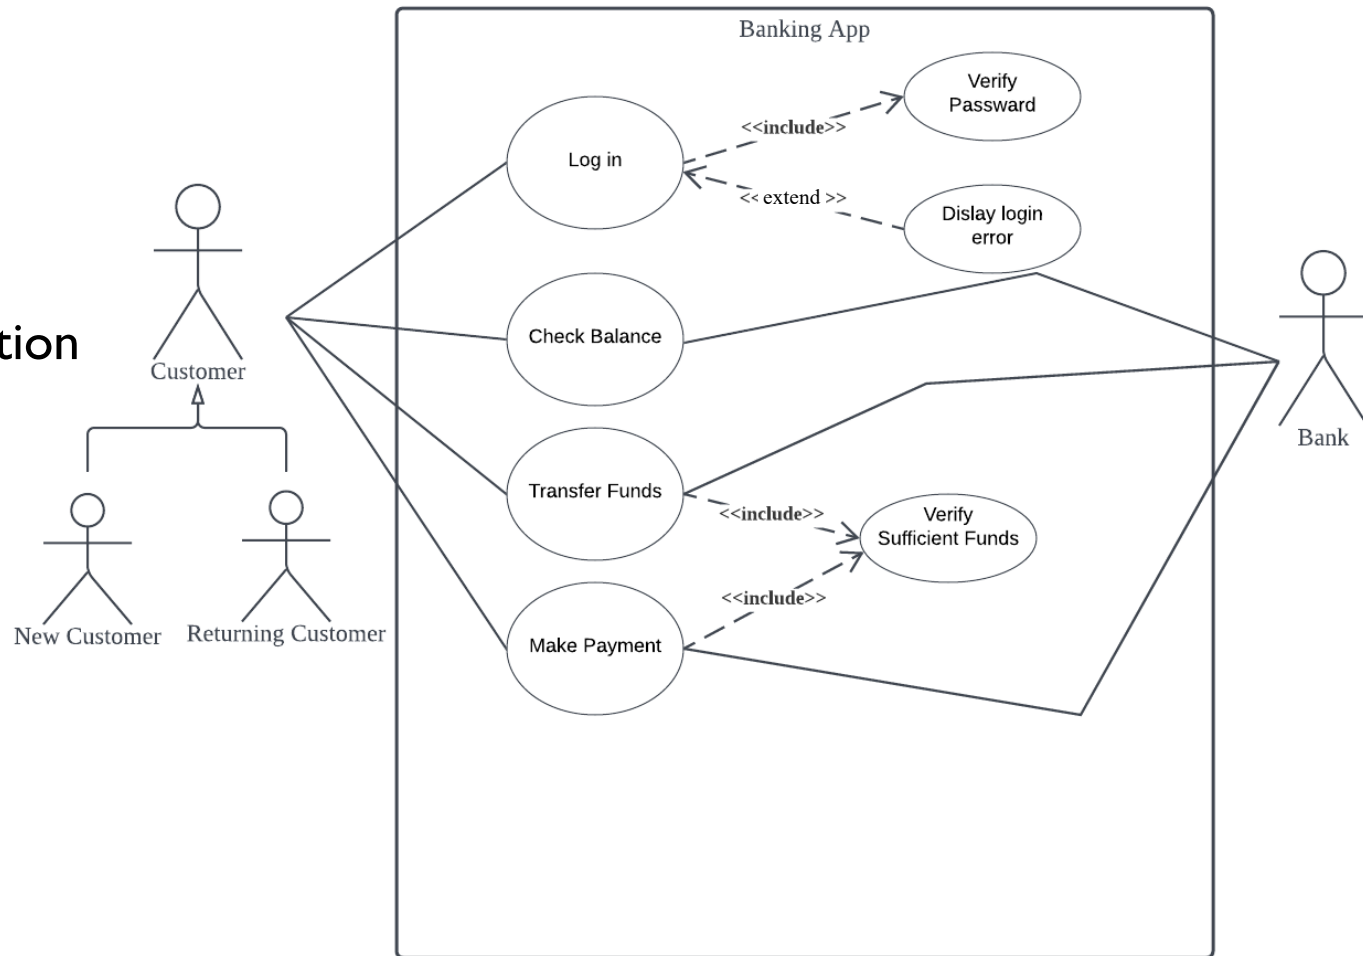 Banking App
Verify
Passward
<<include>>
Log in
<< extend >>
Dislay login
error
tion
Customer
Check Balance
Bank
Transfer Funds
<<include>>
Verify
Sufficient Funds
<<include>>
New Customer
Returning Customer
Make Payment